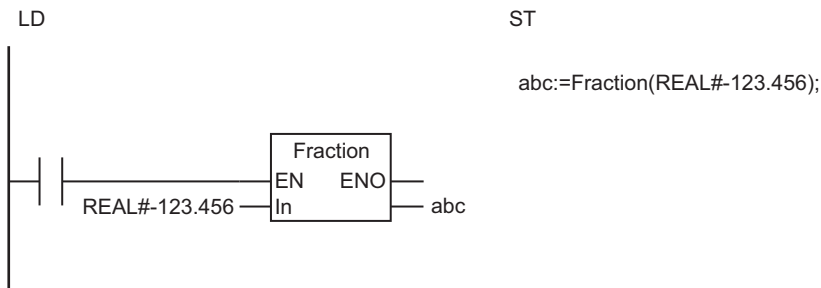 LD
ST
abc:=Fraction(REAL#-123.456);
Fraction
EN ENO
REAL#-123.456 In abc